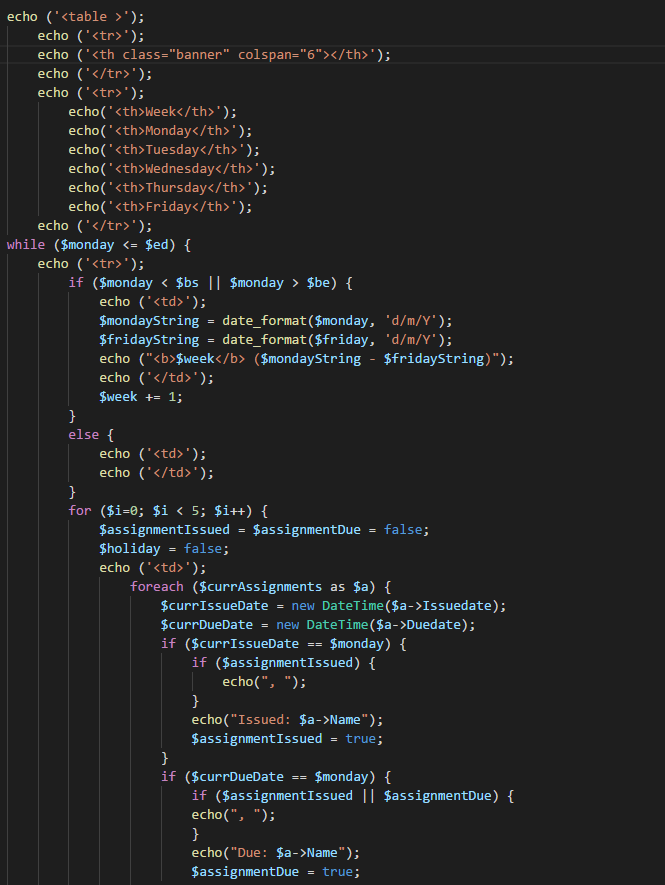 echo ('<table >');
echo ('<tr>');
echo ('<th class="banner" colspan="6"></th>');
echo ('</tr>');
echo ('<tr>');
echo('<th>Week</th>');
echo('<th>Monday</th>');
echo('<th>Tuesday</th>');
echo('<th>Wednesday</th>');
echo('<th>Thursday</th>');
echo('<th>Friday</th>');
echo ('</tr>');
while ($monday <= $ed) {
echo ('<tr>');
if ($monday < $bs || $monday > $be) {
echo ('<td>');
$mondayString = date_format($monday, 'd/m/Y');
$fridayString = date_format($friday, 'd/m/Y');
echo ("<b>$week</b> ($mondayString - $fridayString)");
echo ('</td>');
$week += 1;
}
else {
echo ('<td>');
echo ('</td>');
}
for ($i=0; $i < 5; $i++) {
$assignmentIssued = $assignmentDue = false;
$holiday = false;
echo ('<td>');
foreach ($currAssignments as $a) {
$currIssueDate = new DateTime($a->Issuedate);
$currDueDate = new DateTime($a->Duedate);
if ($currIssueDate == $monday) {
if ($assignmentIssued) {
echo(", ");
}
echo("Issued: $a->Name");
$assignmentIssued = true;
}
if ($currDueDate == $monday) {
if ($assignmentIssued || $assignmentDue) {
echo(", ");
}
echo("Due: $a->Name");
$assignmentDue = true;